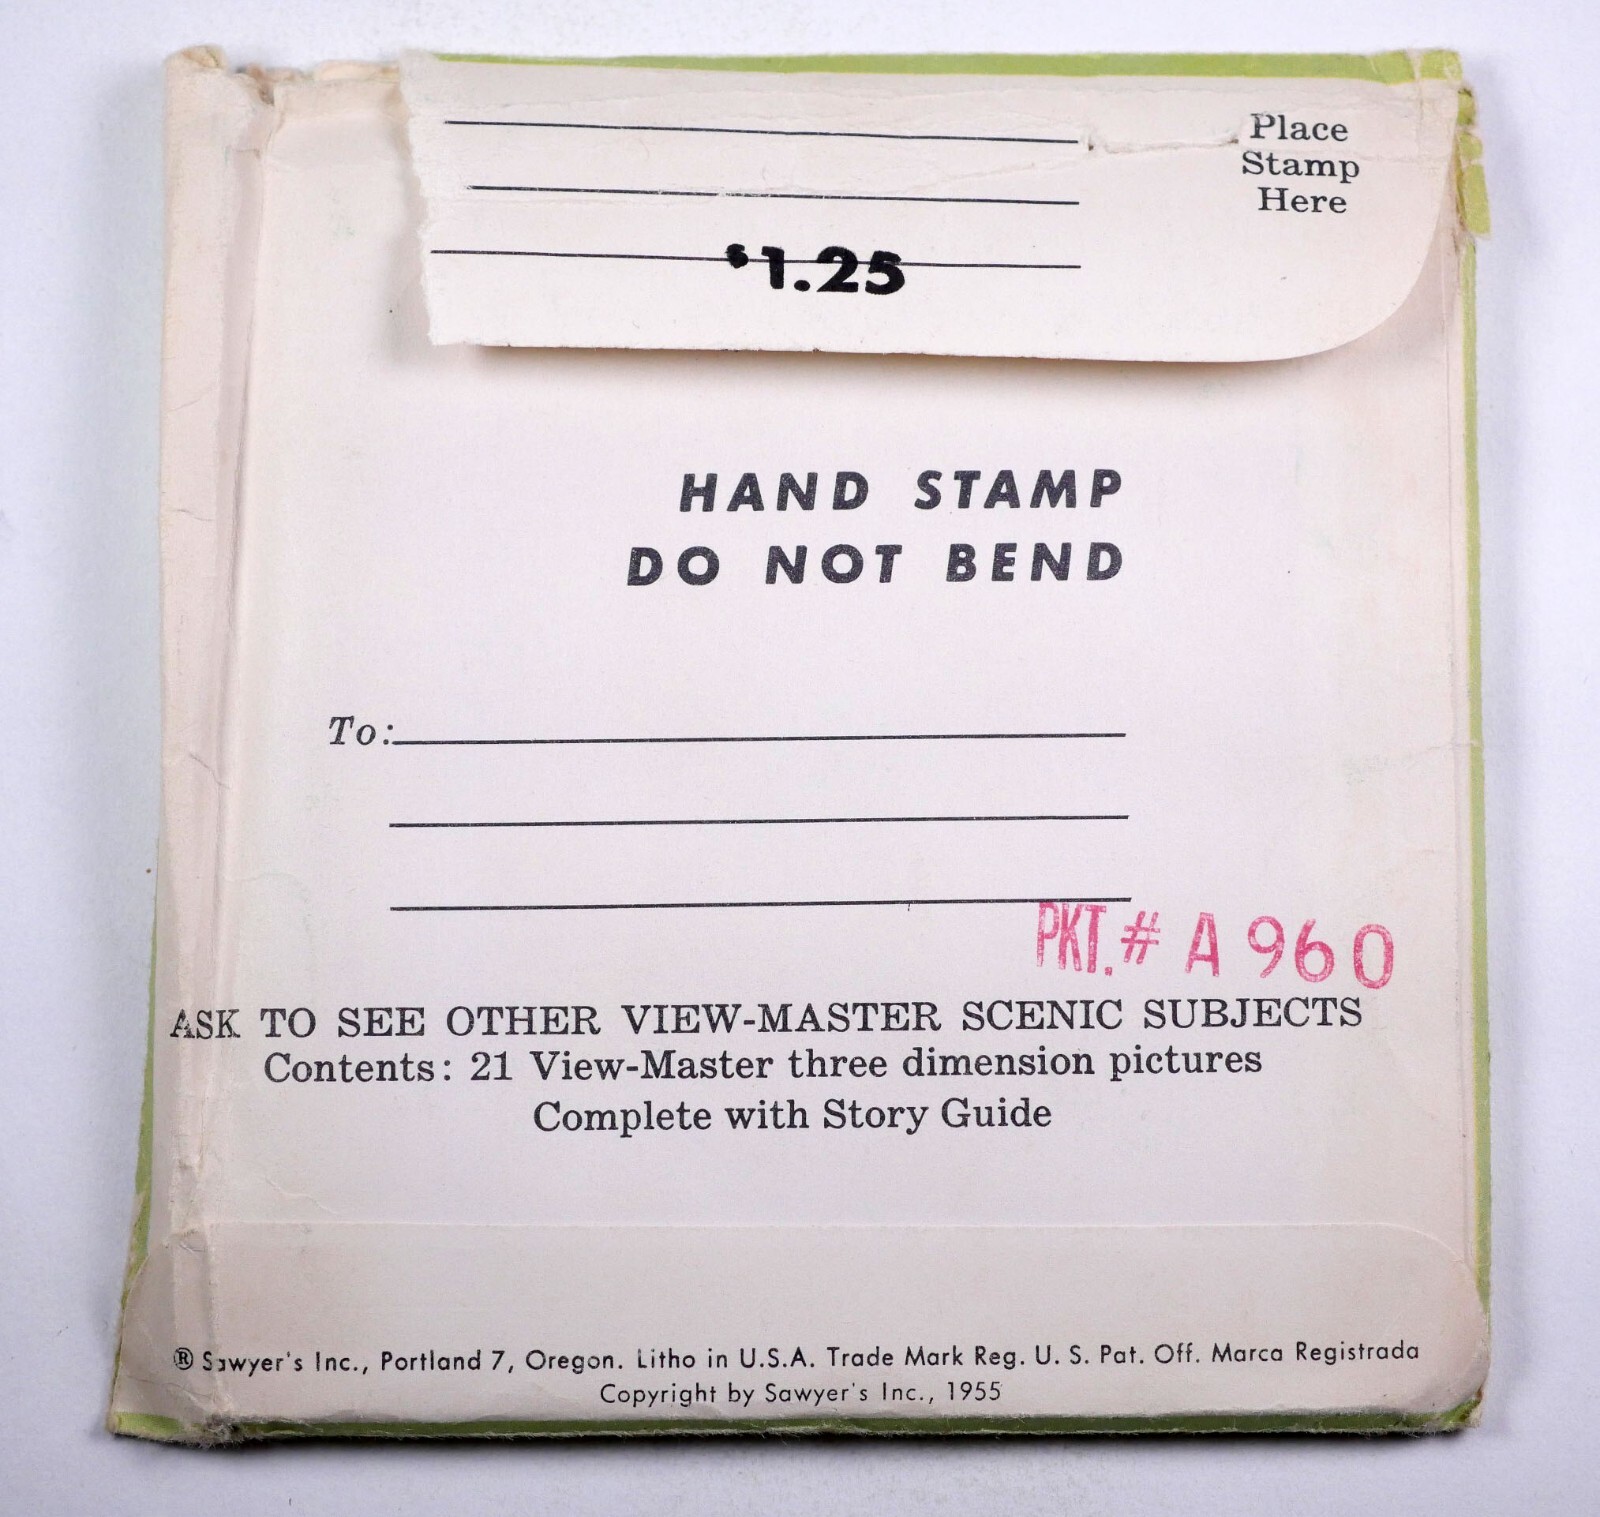 Place
Stamp
Here
$1.25
HAND STAMP
DO NOT BEND
To:
PKT. # A 960
ASK TO SEE OTHER VIEW-MASTER SCENIC SUBJECTS
Contents: 21 View-Master three dimension pictures
Complete with Story Guide
® Sawyer's Inc., Portland 7, Oregon. Litho in U.S.A. Trade Mark Reg. U. S. Pat. Off. Marca Registrada
Copyright by Sawyer's Inc., 1955